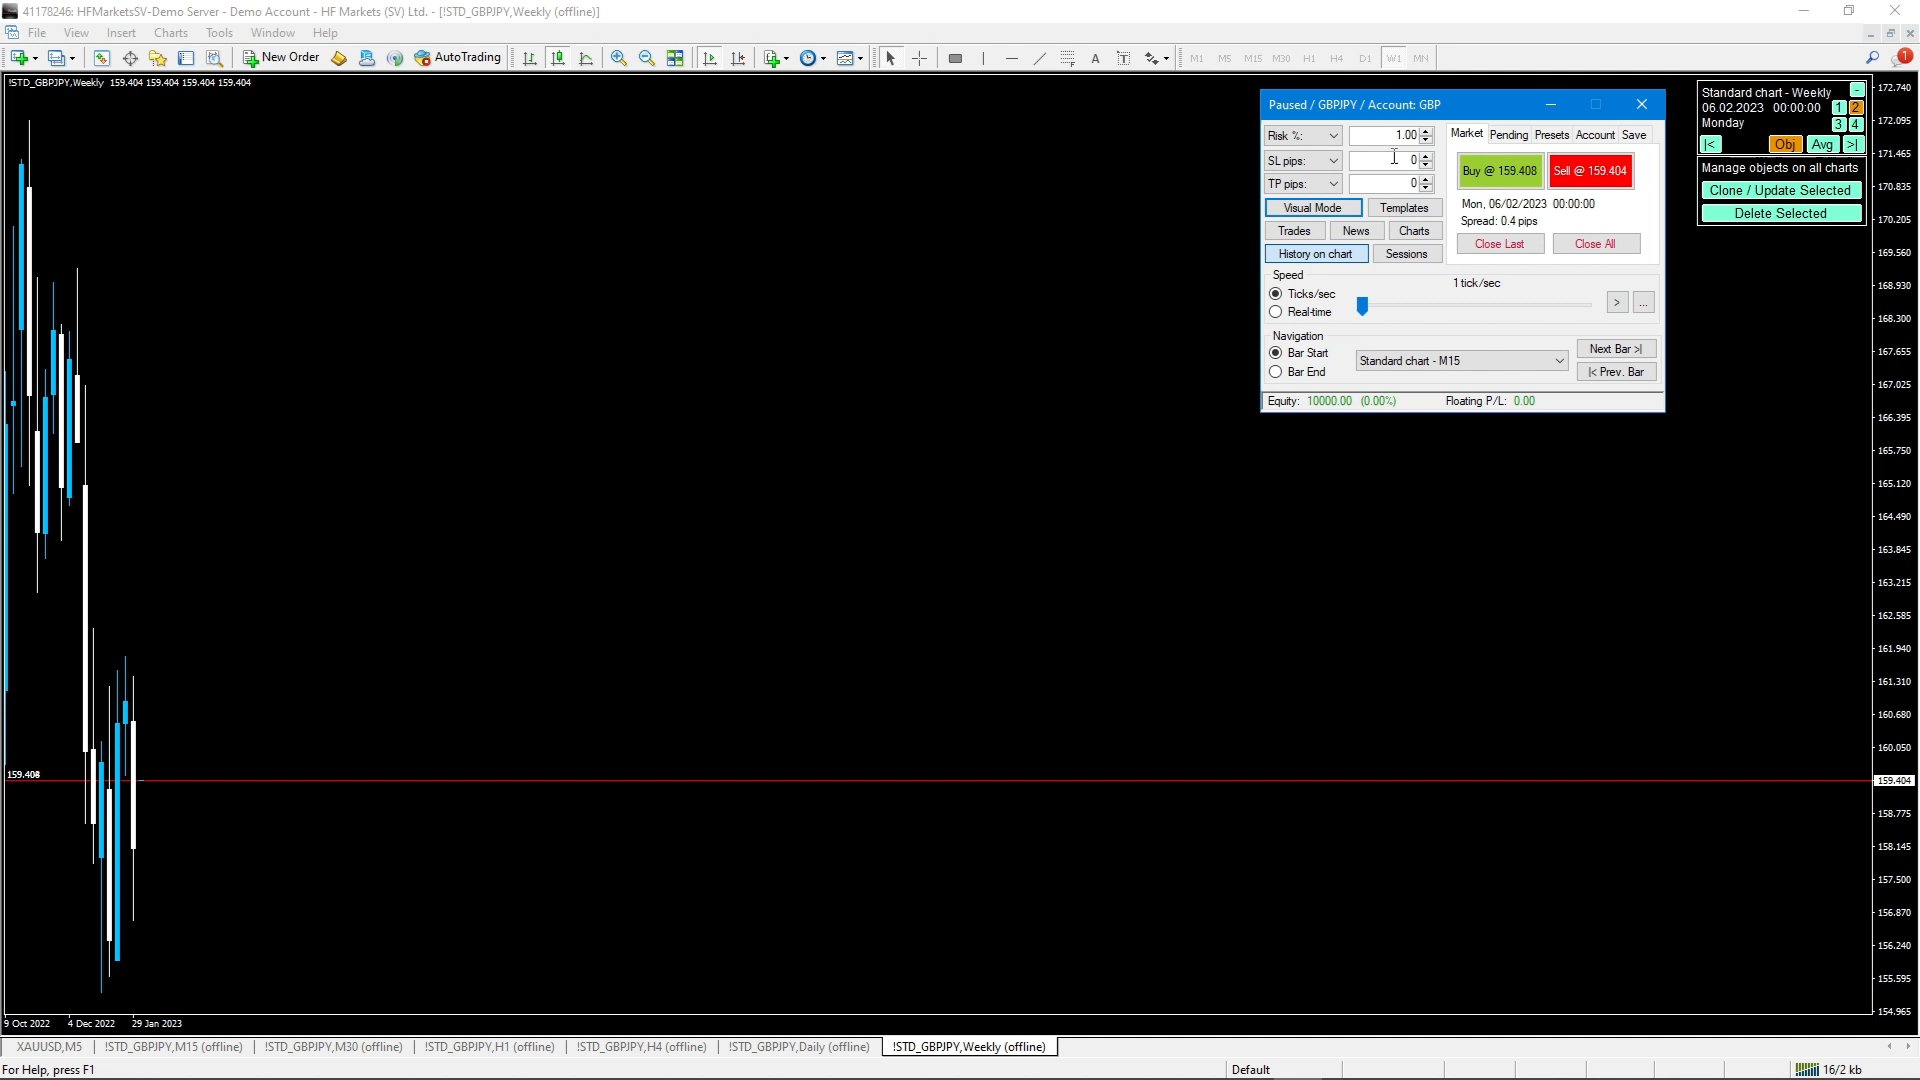 41178246: HFMarketsSV-Demo Server - Demo Account - HF Markets (SV) Ltd. - [!STD_GBPJPY,Weekly (offline)]
File View Insert Charts Tools Window Help
New Order AutoTrading A T M1 M5 M15 M30 H1 H4 D1 W1 MN 1
!STD_GBPJPY,Weekly 159.404 159.404 159.404 159.404
Paused / GBPJPY / Account: GBP
Risk %: 1.00
SL pips: 0
TP pips: 0
Visual Mode Templates
Trades News Charts
History on chart Sessions
Market Pending Presets Account Save
Buy @ 159.408 Sell @ 159.404
Mon, 06/02/2023 00:00:00
Spread: 0.4 pips
Close Last Close All
Speed
1 tick/sec
Ticks/sec
Real-time
> ...
Navigation
Bar Start
Bar End
Standard chart - M15
Next Bar >|
|< Prev. Bar
Equity: 10000.00 (0.00%) Floating P/L: 0.00
Standard chart - Weekly -
06.02.2023 00:00:00 1 2
Monday 3 4
|< Obj Avg >|
Manage objects on all charts
Clone / Update Selected
Delete Selected
172.740
172.095
171.465
170.835
170.205
169.560
168.930
168.300
167.655
167.025
166.395
165.750
165.120
164.490
163.845
163.215
162.585
161.940
161.310
160.680
160.050
159.404
158.775
158.145
157.500
156.870
156.240
155.595
154.965
9 Oct 2022 4 Dec 2022 29 Jan 2023
XAUUSD,M5 !STD_GBPJPY,M15 (offline) !STD_GBPJPY,M30 (offline) !STD_GBPJPY,H1 (offline) !STD_GBPJPY,H4 (offline) !STD_GBPJPY,Daily (offline) !STD_GBPJPY,Weekly (offline)
For Help, press F1 Default 16/2 kb